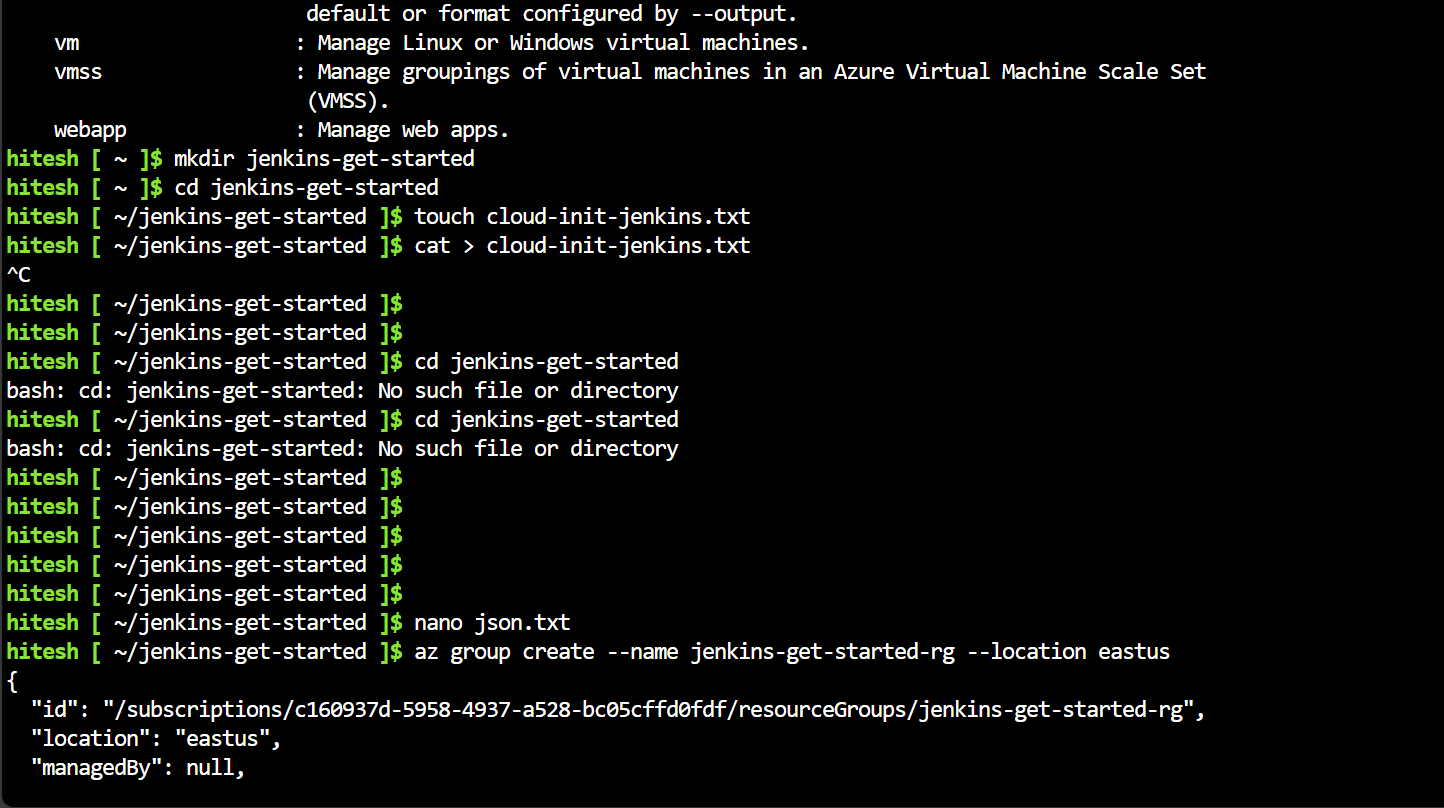 default or format configured by --output.
vm : Manage Linux or Windows virtual machines.
vmss : Manage groupings of virtual machines in an Azure Virtual Machine Scale Set
(VMSS).
webapp : Manage web apps.
hitesh [ ~ ]$ mkdir jenkins-get-started
hitesh [ ~ ]$ cd jenkins-get-started
hitesh [ ~/jenkins-get-started ]$ touch cloud-init-jenkins.txt
hitesh [ ~/jenkins-get-started ]$ cat > cloud-init-jenkins.txt
^C
hitesh [ ~/jenkins-get-started ]$
hitesh [ ~/jenkins-get-started ]$
hitesh [ ~/jenkins-get-started ]$ cd jenkins-get-started
bash: cd: jenkins-get-started: No such file or directory
hitesh [ ~/jenkins-get-started ]$ cd jenkins-get-started
bash: cd: jenkins-get-started: No such file or directory
hitesh [ ~/jenkins-get-started ]$
hitesh [ ~/jenkins-get-started ]$
hitesh [ ~/jenkins-get-started ]$
hitesh [ ~/jenkins-get-started ]$
hitesh [ ~/jenkins-get-started ]$
hitesh [ ~/jenkins-get-started ]$ nano json.txt
hitesh [ ~/jenkins-get-started ]$ az group create --name jenkins-get-started-rg --location eastus
{
"id": "/subscriptions/c160937d-5958-4937-a528-bc05cffd0fdf/resourceGroups/jenkins-get-started-rg",
"location": "eastus",
"managedBy": null,